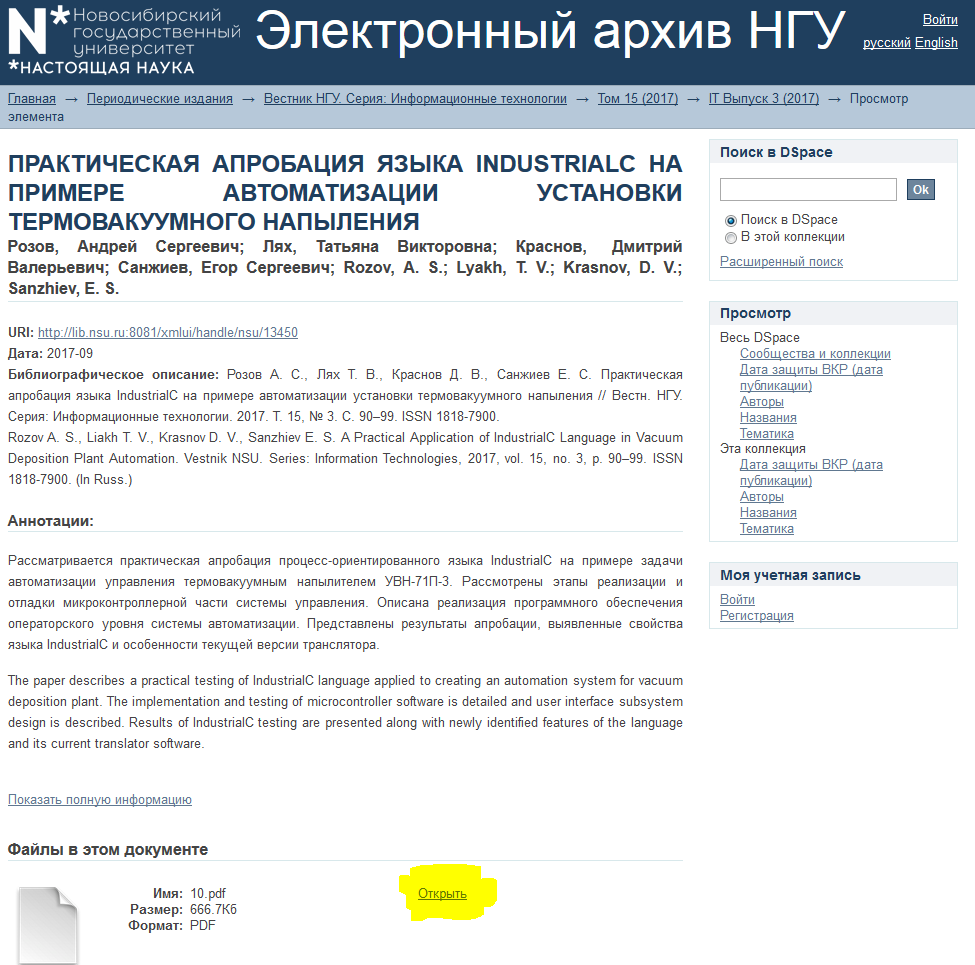 N*Новосибирский
государственный
университет
*НАСТОЯЩАЯ НАУКА
Электронный архив НГУ
Войти
русский English
Главная → Периодические издания → Вестник НГУ. Серия: Информационные технологии → Том 15 (2017) → IT Выпуск 3 (2017) → Просмотр
элемента
ПРАКТИЧЕСКАЯ АПРОБАЦИЯ ЯЗЫКА INDUSTRIALC НА
ПРИМЕРЕ АВТОМАТИЗАЦИИ УСТАНОВКИ
ТЕРМОВАКУУМНОГО НАПЫЛЕНИЯ
Розов, Андрей Сергеевич; Лях, Татьяна Викторовна; Краснов, Дмитрий
Валерьевич; Санжиев, Егор Сергеевич; Rozov, A. S.; Lyakh, T. V.; Krasnov, D. V.;
Sanzhiev, E. S.
URI: http://lib.nsu.ru:8081/xmlui/handle/nsu/13450
Дата: 2017-09
Библиографическое описание: Розов А. С., Лях Т. В., Краснов Д. В., Санжиев Е. С. Практическая
апробация языка IndustrialC на примере автоматизации установки термовакуумного напыления // Вестн. НГУ.
Серия: Информационные технологии. 2017. Т. 15, № 3. С. 90–99. ISSN 1818-7900.
Rozov A. S., Liakh T. V., Krasnov D. V., Sanzhiev E. S. A Practical Application of IndustrialC Language in Vacuum
Deposition Plant Automation. Vestnik NSU. Series: Information Technologies, 2017, vol. 15, no. 3, p. 90–99. ISSN
1818-7900. (In Russ.)
Аннотации:
Рассматривается практическая апробация процесс-ориентированного языка IndustrialC на примере задачи
автоматизации управления термовакуумным напылителем УВН-71П-3. Рассмотрены этапы реализации и
отладки микроконтроллерной части системы управления. Описана реализация программного обеспечения
операторского уровня системы автоматизации. Представлены результаты апробации, выявленные свойства
языка IndustrialC и особенности текущей версии транслятора.
The paper describes a practical testing of IndustrialC language applied to creating an automation system for vacuum
deposition plant. The implementation and testing of microcontroller software is detailed and user interface subsystem
design is described. Results of IndustrialC testing are presented along with newly identified features of the language
and its current translator software.
Показать полную информацию
Файлы в этом документе
Имя: 10.pdf
Размер: 666.7Кб
Формат: PDF
Открыть
Поиск в DSpace
Ok
Поиск в DSpace
В этой коллекции
Расширенный поиск
Просмотр
Весь DSpace
Сообщества и коллекции
Дата защиты ВКР (дата
публикации)
Авторы
Названия
Тематика
Эта коллекция
Дата защиты ВКР (дата
публикации)
Авторы
Названия
Тематика
Моя учетная запись
Войти
Регистрация